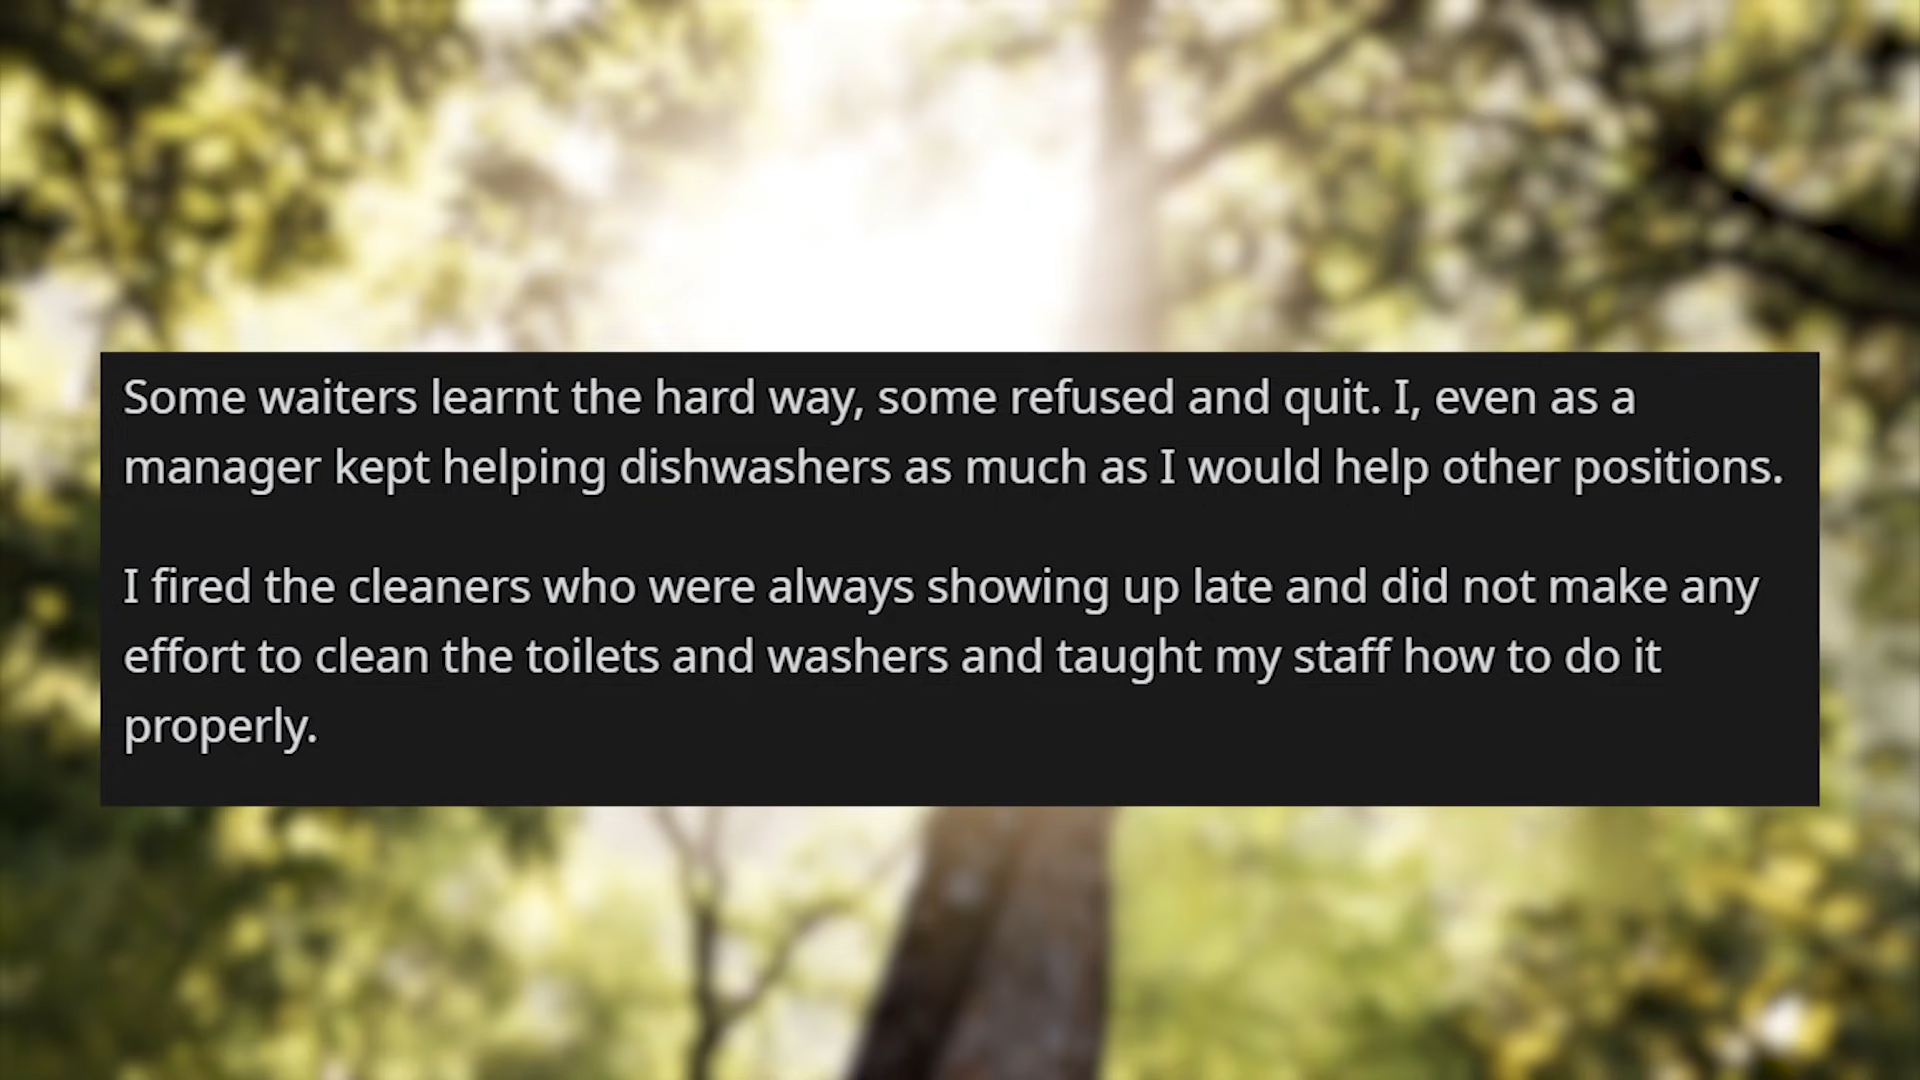 Some waiters learnt the hard way, some refused and quit. I, even as a
manager kept helping dishwashers as much as I would help other positions.
I fired the cleaners who were always showing up late and did not make any
effort to clean the toilets and washers and taught my staff how to do it
properly.